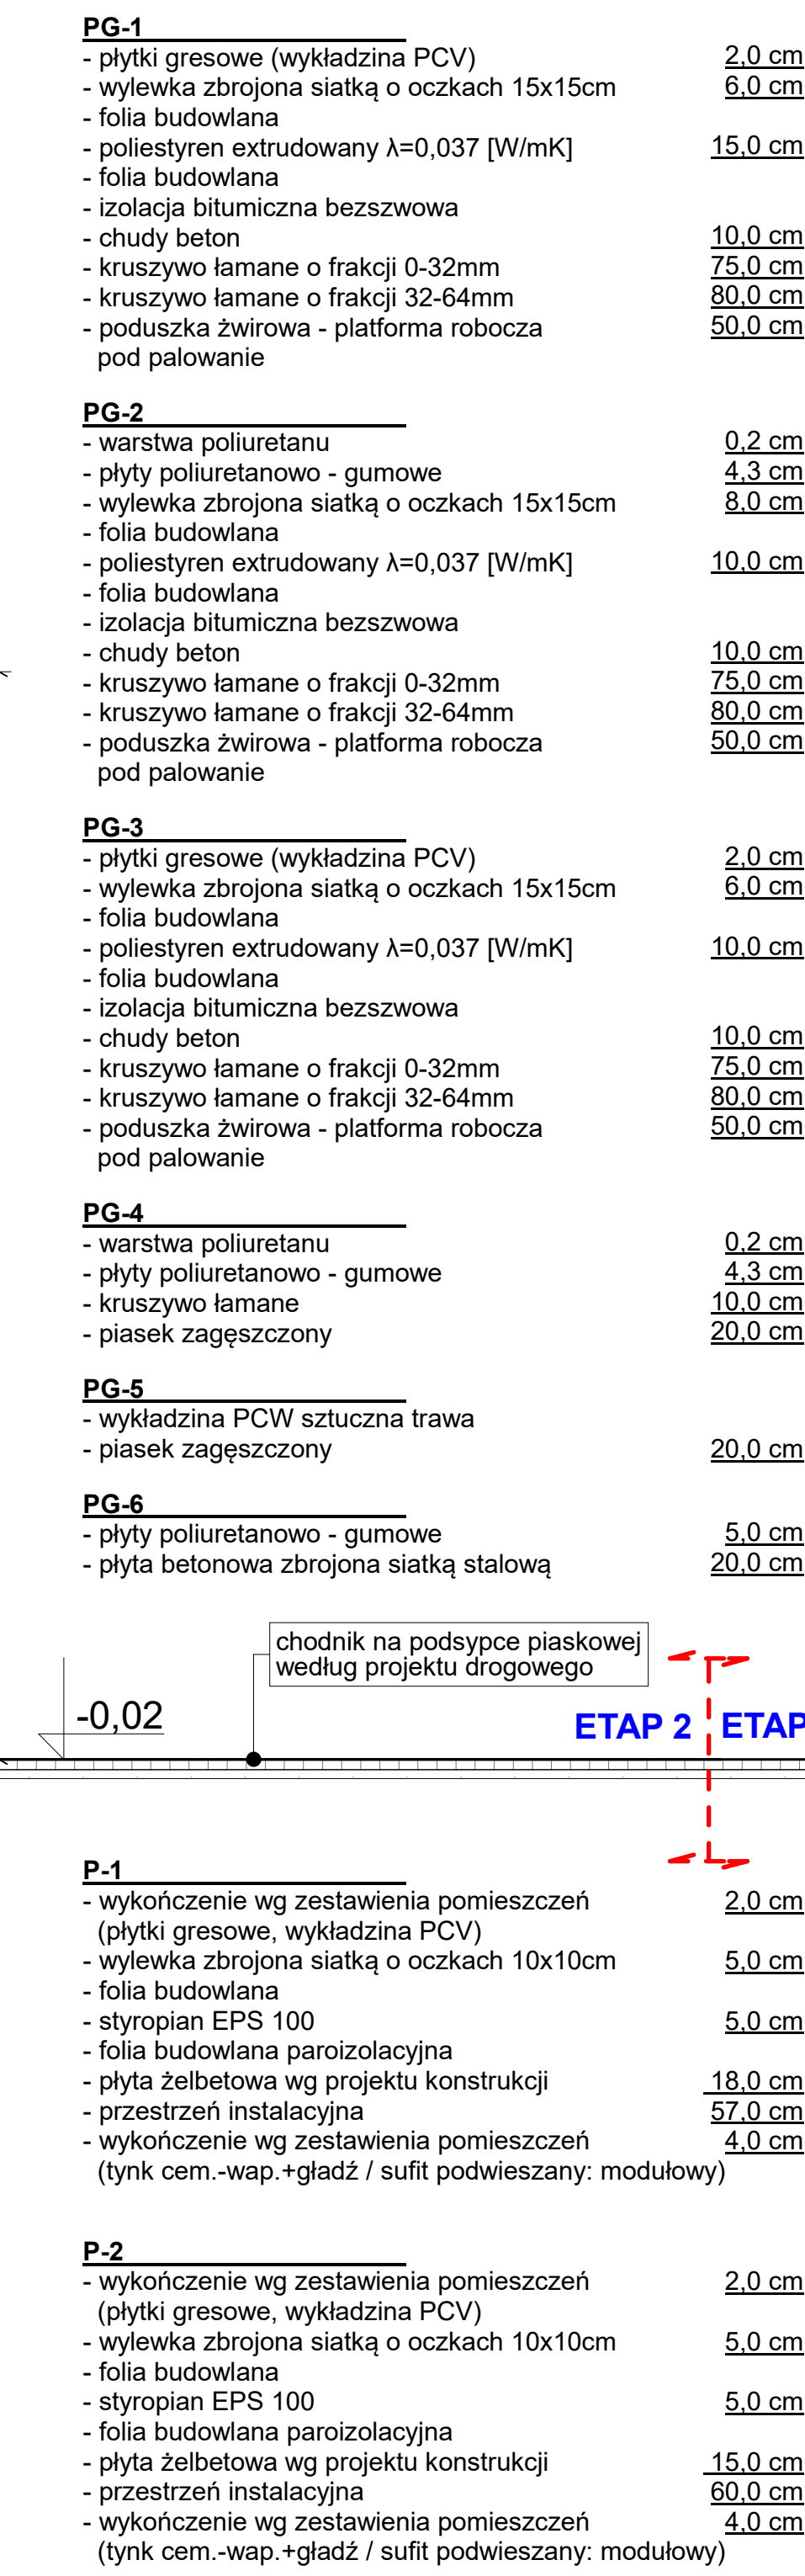 PG-1
- płytki gresowe (wykładzina PCV) 2,0 cm
- wylewka zbrojona siatką o oczkach 15x15cm 6,0 cm
- folia budowlana
- poliestyren extrudowany λ=0,037 [W/mK] 15,0 cm
- folia budowlana
- izolacja bitumiczna bezszwowa
- chudy beton 10,0 cm
- kruszywo łamane o frakcji 0-32mm 75,0 cm
- kruszywo łamane o frakcji 32-64mm 80,0 cm
- poduszka żwirowa - platforma robocza 50,0 cm
pod palowanie
PG-2
- warstwa poliuretanu 0,2 cm
- płyty poliuretanowo - gumowe 4,3 cm
- wylewka zbrojona siatką o oczkach 15x15cm 8,0 cm
- folia budowlana
- poliestyren extrudowany λ=0,037 [W/mK] 10,0 cm
- folia budowlana
- izolacja bitumiczna bezszwowa
- chudy beton 10,0 cm
- kruszywo łamane o frakcji 0-32mm 75,0 cm
- kruszywo łamane o frakcji 32-64mm 80,0 cm
- poduszka żwirowa - platforma robocza 50,0 cm
pod palowanie
PG-3
- płytki gresowe (wykładzina PCV) 2,0 cm
- wylewka zbrojona siatką o oczkach 15x15cm 6,0 cm
- folia budowlana
- poliestyren extrudowany λ=0,037 [W/mK] 10,0 cm
- folia budowlana
- izolacja bitumiczna bezszwowa
- chudy beton 10,0 cm
- kruszywo łamane o frakcji 0-32mm 75,0 cm
- kruszywo łamane o frakcji 32-64mm 80,0 cm
- poduszka żwirowa - platforma robocza 50,0 cm
pod palowanie
PG-4
- warstwa poliuretanu 0,2 cm
- płyty poliuretanowo - gumowe 4,3 cm
- kruszywo łamane 10,0 cm
- piasek zagęszczony 20,0 cm
PG-5
- wykładzina PCW sztuczna trawa
- piasek zagęszczony 20,0 cm
PG-6
- płyty poliuretanowo - gumowe 5,0 cm
- płyta betonowa zbrojona siatką stalową 20,0 cm
chodnik na podsypce piaskowej
według projektu drogowego
-0,02
ETAP 2 ETAP
P-1
- wykończenie wg zestawienia pomieszczeń 2,0 cm
(płytki gresowe, wykładzina PCV)
- wylewka zbrojona siatką o oczkach 10x10cm 5,0 cm
- folia budowlana
- styropian EPS 100 5,0 cm
- folia budowlana paroizolacyjna
- płyta żelbetowa wg projektu konstrukcji 18,0 cm
- przestrzeń instalacyjna 57,0 cm
- wykończenie wg zestawienia pomieszczeń 4,0 cm
(tynk cem.-wap.+gładź / sufit podwieszany: modułowy)
P-2
- wykończenie wg zestawienia pomieszczeń 2,0 cm
(płytki gresowe, wykładzina PCV)
- wylewka zbrojona siatką o oczkach 10x10cm 5,0 cm
- folia budowlana
- styropian EPS 100 5,0 cm
- folia budowlana paroizolacyjna
- płyta żelbetowa wg projektu konstrukcji 15,0 cm
- przestrzeń instalacyjna 60,0 cm
- wykończenie wg zestawienia pomieszczeń 4,0 cm
(tynk cem.-wap.+gładź / sufit podwieszany: modułowy)